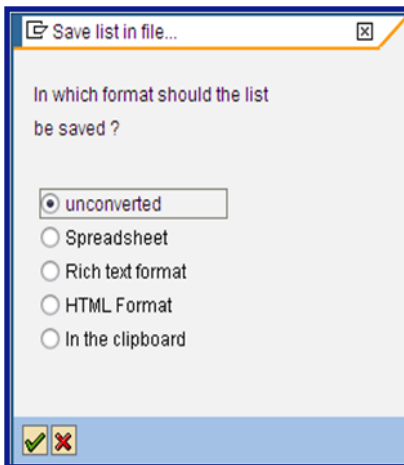 Save list in file...
In which format should the list
be saved ?
unconverted
Spreadsheet
Rich text format
HTML Format
In the clipboard